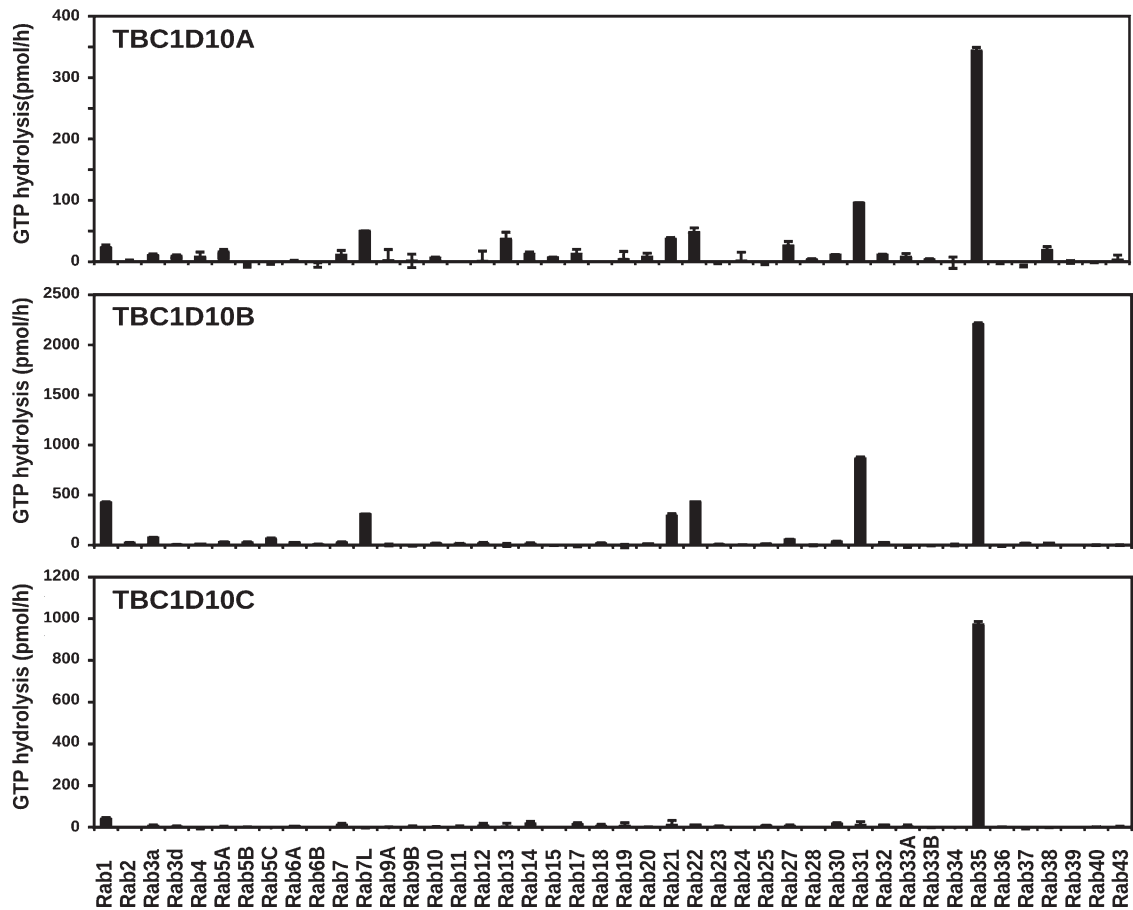 TBC1D10A
GTP hydrolysis(pmol/h)
400
300
200
100
0
TBC1D10B
GTP hydrolysis (pmol/h)
2500
2000
1500
1000
500
0
TBC1D10C
GTP hydrolysis (pmol/h)
1200
1000
800
600
400
200
0
Rab1
Rab2
Rab3a
Rab3d
Rab4
Rab5A
Rab5B
Rab5C
Rab6A
Rab6B
Rab7
Rab7L
Rab9A
Rab9B
Rab10
Rab11
Rab12
Rab13
Rab14
Rab15
Rab17
Rab18
Rab19
Rab20
Rab21
Rab22
Rab23
Rab24
Rab25
Rab27
Rab28
Rab30
Rab31
Rab32
Rab33A
Rab33B
Rab34
Rab35
Rab36
Rab37
Rab38
Rab39
Rab40
Rab43